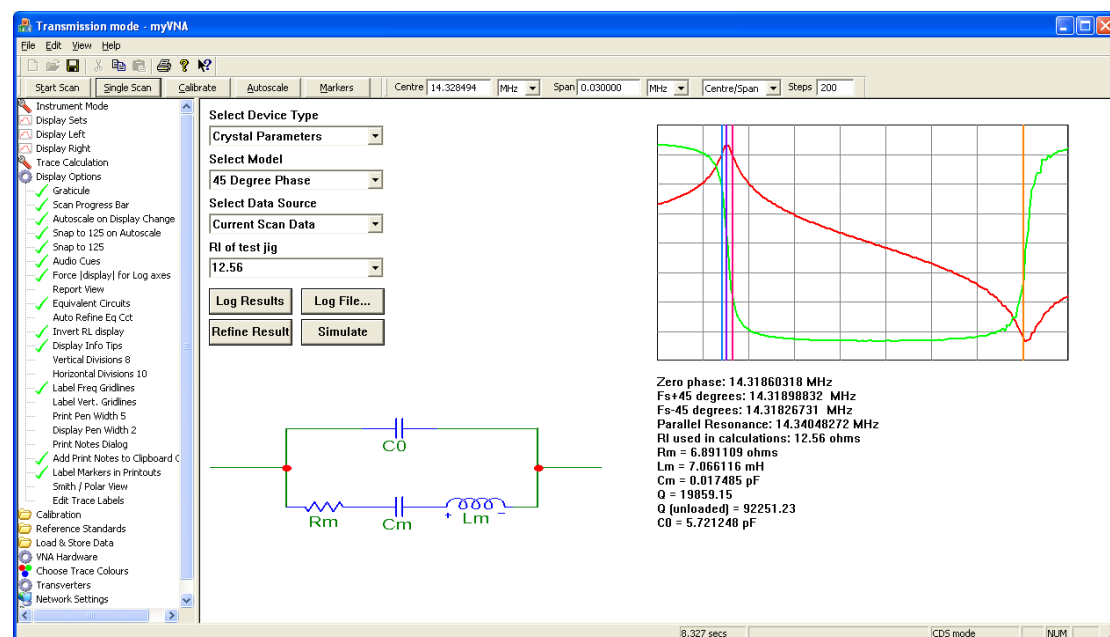 Transmission mode - myVNA
File Edit View Help
Start Scan Single Scan Calibrate Autoscale Markers Centre 14.328494 MHz Span 0.030000 MHz Centre/Span Steps 200
Instrument Mode
Display Sets
Display Left
Display Right
Trace Calculation
Display Options
Graticule
Scan Progress Bar
Autoscale on Display Change
Snap to 125 on Autoscale
Snap to 125
Audio Cues
Force |display| for Log axes
Report View
Equivalent Circuits
Auto Refine Eq Cct
Invert RL display
Display Info Tips
Vertical Divisions 8
Horizontal Divisions 10
Label Freq Gridlines
Label Vert. Gridlines
Print Pen Width 5
Display Pen Width 2
Print Notes Dialog
Add Print Notes to Clipboard C
Label Markers in Printouts
Smith / Polar View
Edit Trace Labels
Calibration
Reference Standards
Load & Store Data
VNA Hardware
Choose Trace Colours
Transverters
Network Settings
Select Device Type
Crystal Parameters
Select Model
45 Degree Phase
Select Data Source
Current Scan Data
Rl of test jig
12.56
Log Results Log File...
Refine Result Simulate
C0
Rm Cm + Lm -
Zero phase: 14.31860318 MHz
Fs+45 degrees: 14.31898832 MHz
Fs-45 degrees: 14.31826731 MHz
Parallel Resonance: 14.34048272 MHz
Rl used in calculations: 12.56 ohms
Rm = 6.891109 ohms
Lm = 7.066116 mH
Cm = 0.017485 pF
Q = 19859.15
Q (unloaded) = 92251.23
C0 = 5.721248 pF
8.327 secs CDS mode NUM